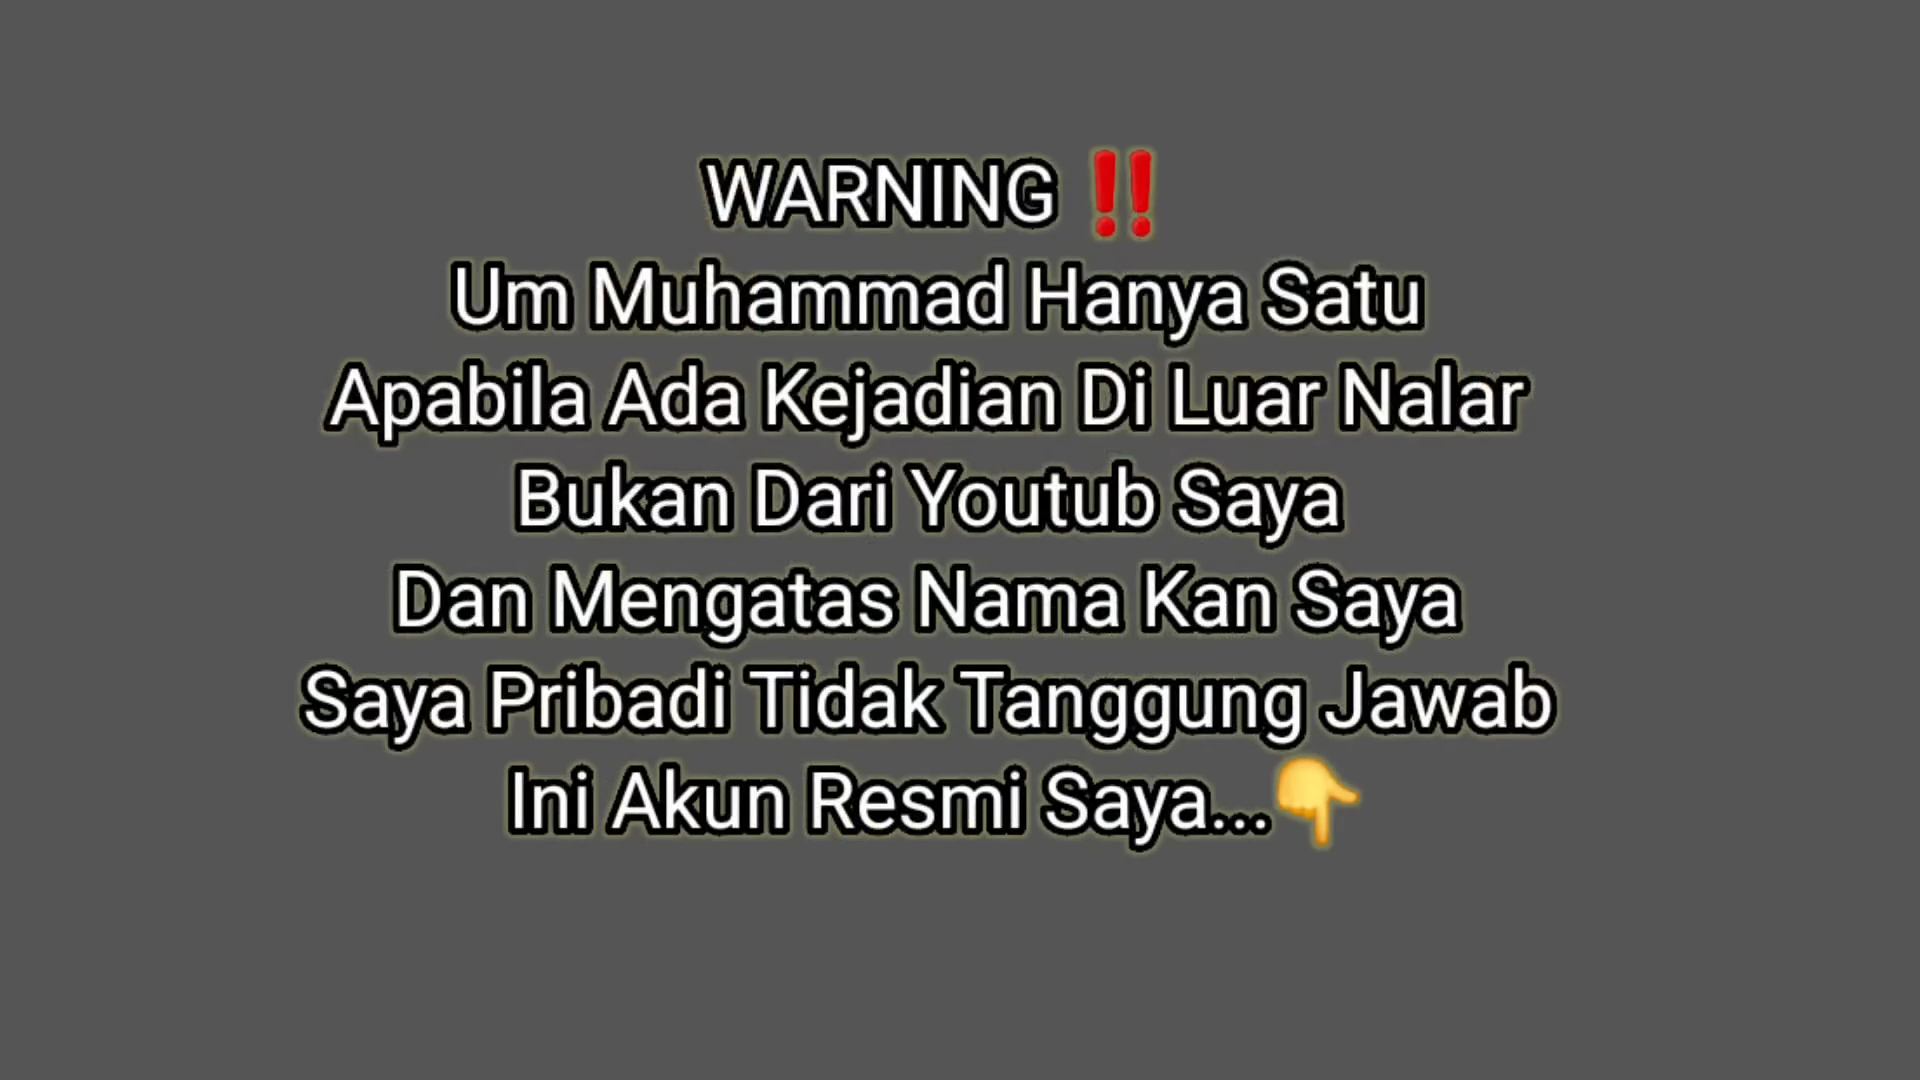 WARNING ‼️
Um Muhammad Hanya Satu
Apabila Ada Kejadian Di Luar Nalar
Bukan Dari Youtub Saya
Dan Mengatas Nama Kan Saya
Saya Pribadi Tidak Tanggung Jawab
Ini Akun Resmi Saya...👇